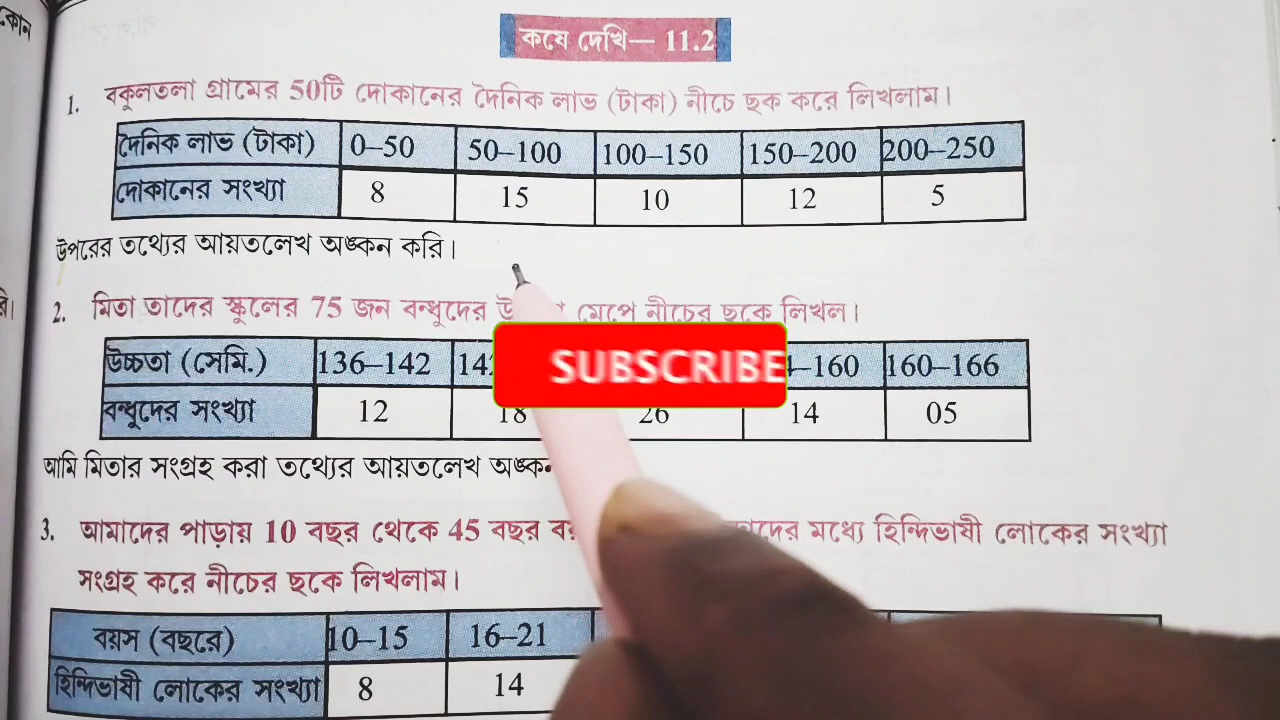 কোন
কষে দেখি— 11.2
1. বকুলতলা গ্রামের 50টি দোকানের দৈনিক লাভ (টাকা) নীচে ছক করে লিখলাম।
দৈনিক লাভ (টাকা) 0–50 50–100 100–150 150–200 200–250
দোকানের সংখ্যা 8 15 10 12 5
উপরের তথ্যের আয়তলেখ অঙ্কন করি।
2. মিতা তাদের স্কুলের 75 জন বন্ধুদের মেপে নীচের ছকে লিখল।
উচ্চতা (সেমি.) 136–142 –160 160–166
SUBSCRIBE
বন্ধুদের সংখ্যা 12 18 26 14 05
আমি মিতার সংগ্রহ করা তথ্যের আয়তলেখ
3. আমাদের পাড়ায় 10 বছর থেকে 45 বছর মধ্যে হিন্দিভাষী লোকের সংখ্যা
সংগ্রহ করে নীচের ছকে লিখলাম।
বয়স (বছরে) 10–15 16–21
হিন্দিভাষী লোকের সংখ্যা 8 14